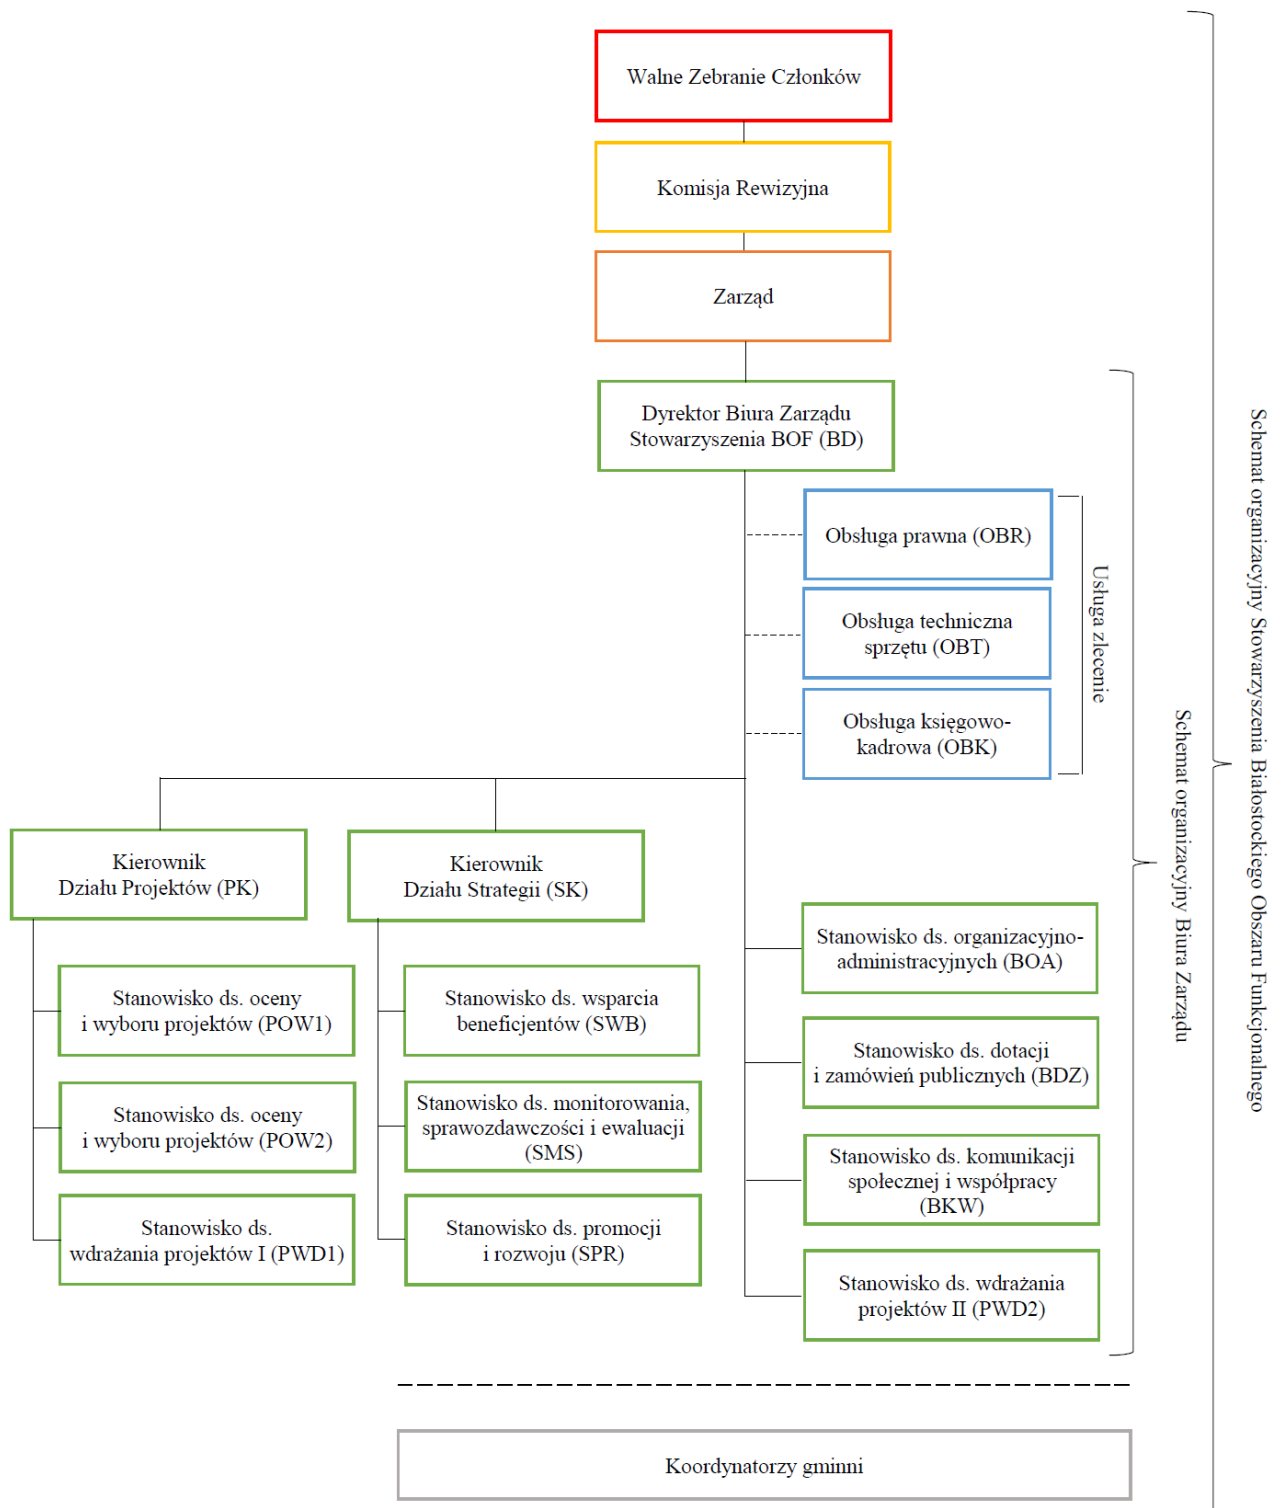 Walne Zebranie Członków
Komisja Rewizyjna
Zarząd
Dyrektor Biura Zarządu
Stowarzyszenia BOF (BD)
Obsługa prawna (OBR)
Obsługa techniczna
sprzętu (OBT)
Obsługa księgowo-
kadrowa (OBK)
Usługa zlecenie
Kierownik
Działu Projektów (PK)
Stanowisko ds. oceny
i wyboru projektów (POW1)
Stanowisko ds. oceny
i wyboru projektów (POW2)
Stanowisko ds.
wdrażania projektów I (PWD1)
Kierownik
Działu Strategii (SK)
Stanowisko ds. wsparcia
beneficjentów (SWB)
Stanowisko ds. monitorowania,
sprawozdawczości i ewaluacji
(SMS)
Stanowisko ds. promocji
i rozwoju (SPR)
Stanowisko ds. organizacyjno-
administracyjnych (BOA)
Stanowisko ds. dotacji
i zamówień publicznych (BDZ)
Stanowisko ds. komunikacji
społecznej i współpracy
(BKW)
Stanowisko ds. wdrażania
projektów II (PWD2)
Schemat organizacyjny Biura Zarządu
Schemat organizacyjny Stowarzyszenia Białostockiego Obszaru Funkcjonalnego
Koordynatorzy gminni